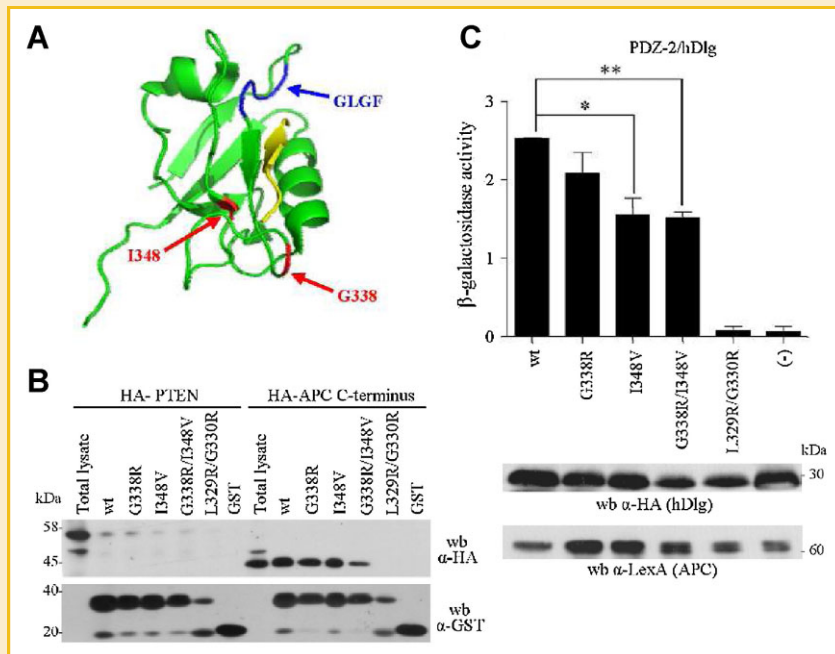 A
GLGF
I348
G338
B
HA- PTEN
HA-APC C-terminus
Total lysate
wt
G338R
I348V
G338R/I348V
L329R/G330R
GST
Total lysate
wt
G338R
I348V
G338R/I348V
L329R/G330R
GST
kDa
58-
45-
wb
α-HA
40
20
wb
α-GST
C
PDZ-2/hDlg
**
*
β-galactosidase activity
3
2
1
0
wt
G338R
I348V
G338R/I348V
L329R/G330R
(-)
kDa
30
wb α-HA (hDlg)
60
wb α-LexA (APC)